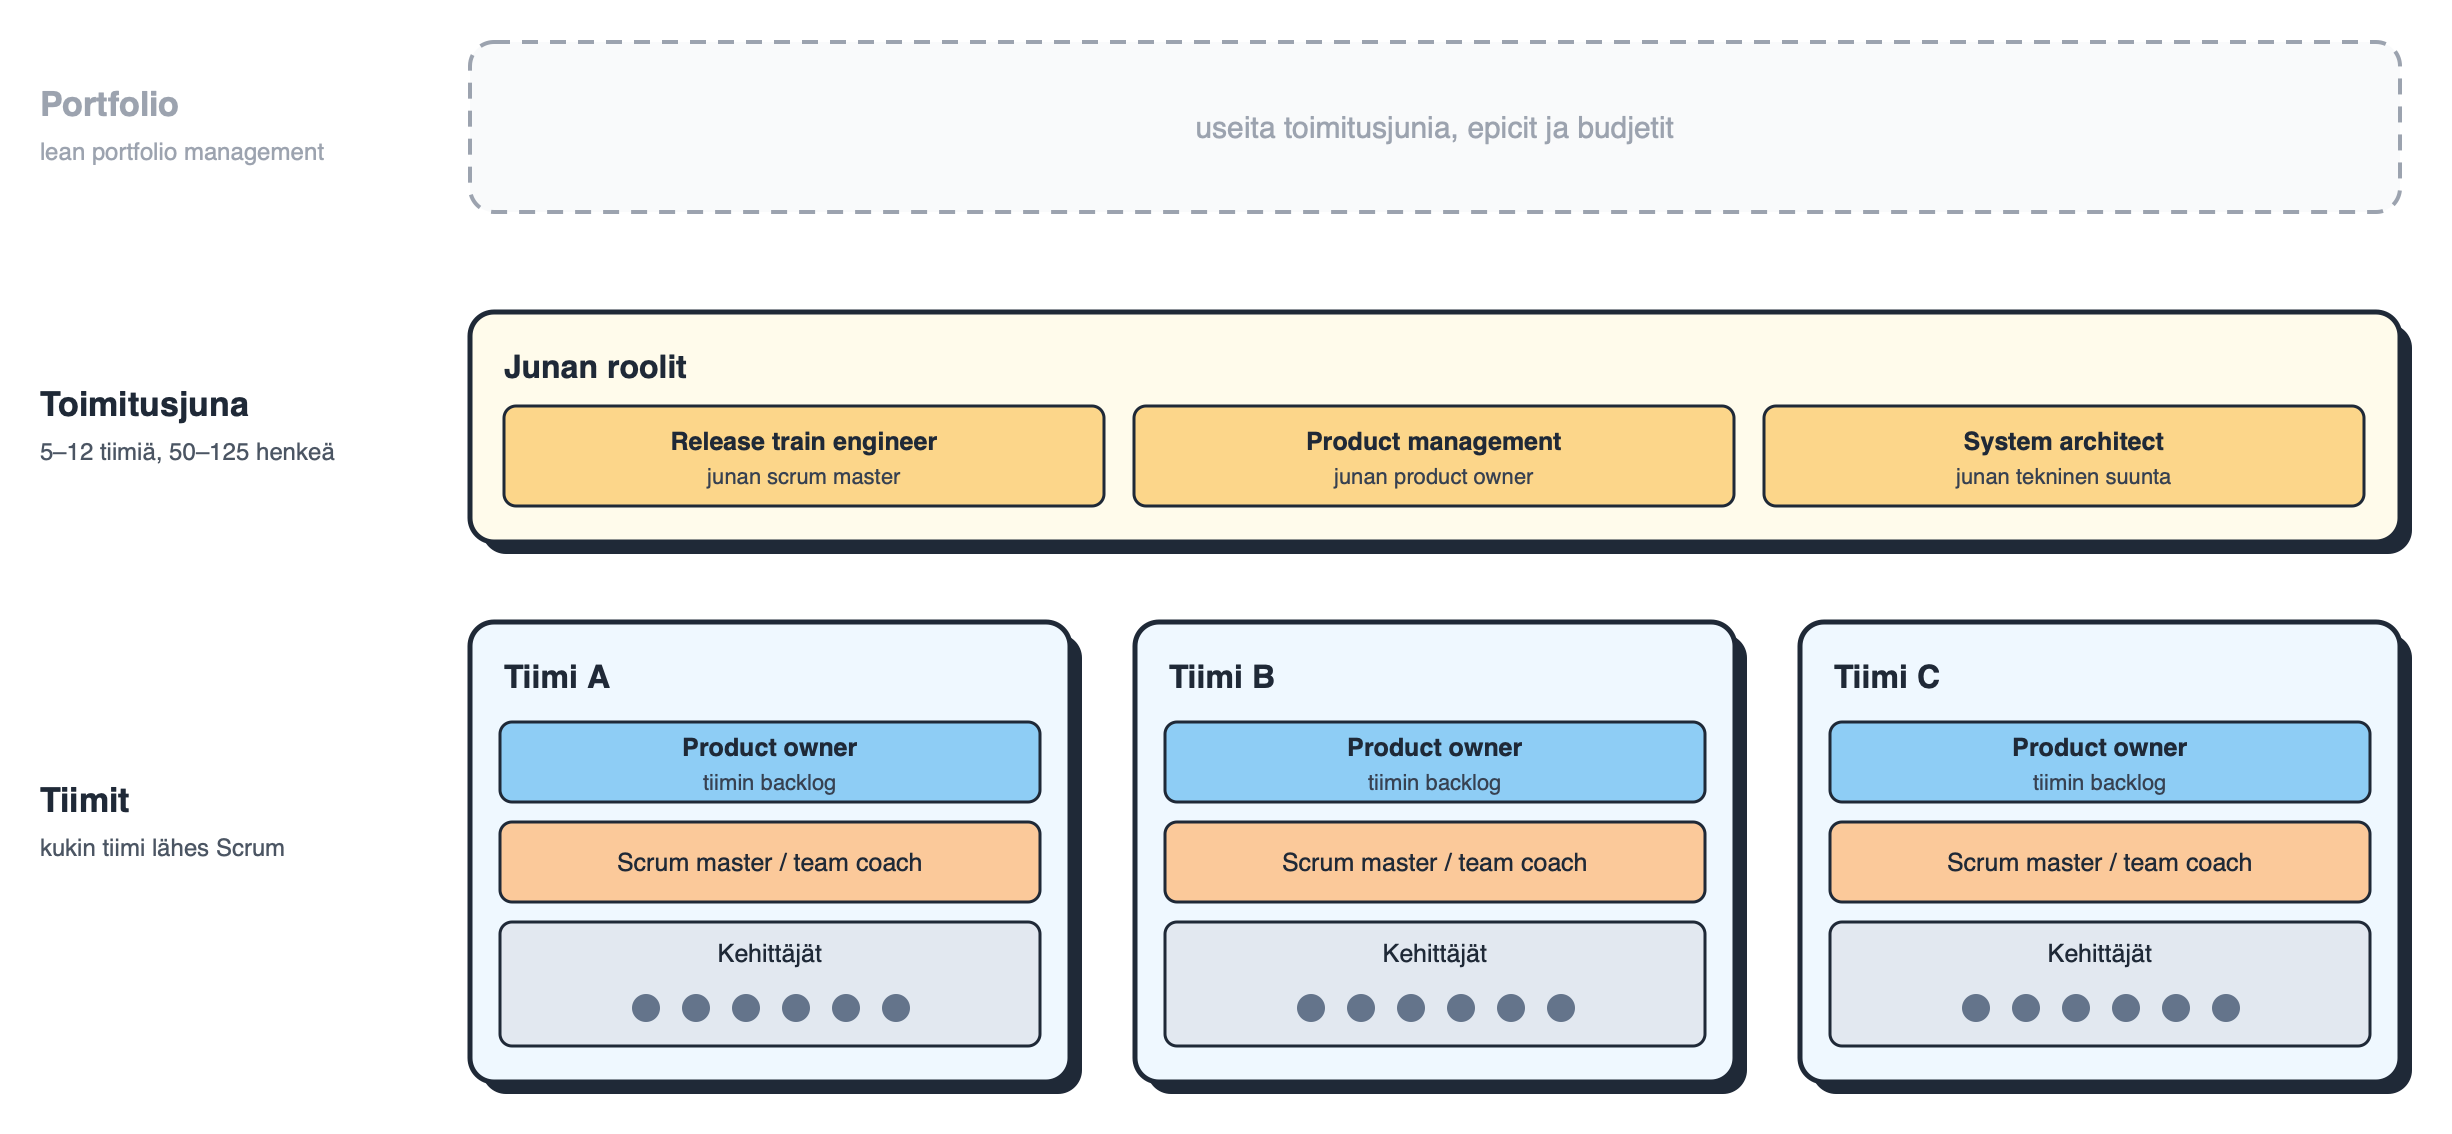 Portfolio
lean portfolio management
useita toimitusjunia, epicit ja budjetit
Toimitusjuna
5–12 tiimiä, 50–125 henkeä
Junan roolit
Release train engineer
junan scrum master
Product management
junan product owner
System architect
junan tekninen suunta
Tiimit
kukin tiimi lähes Scrum
Tiimi A
Product owner
tiimin backlog
Scrum master / team coach
Kehittäjät
Tiimi B
Product owner
tiimin backlog
Scrum master / team coach
Kehittäjät
Tiimi C
Product owner
tiimin backlog
Scrum master / team coach
Kehittäjät